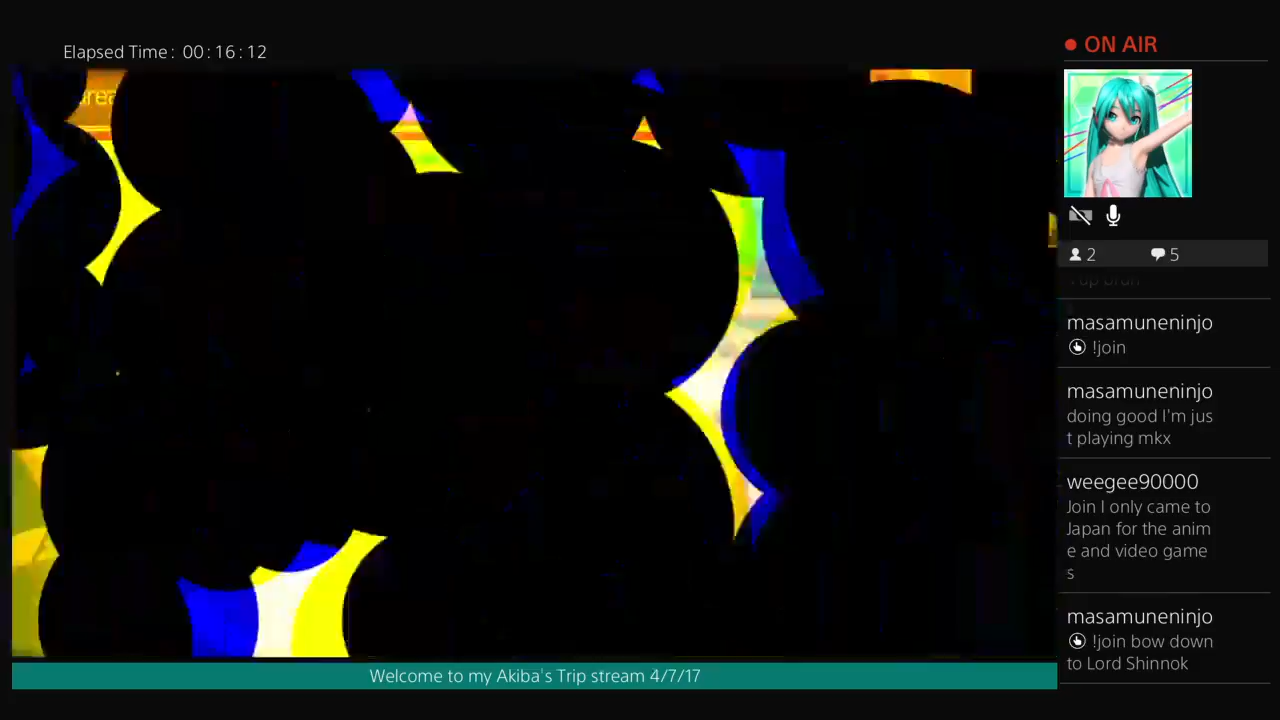 Elapsed Time: 00:16:12
ON AIR
2
5
masamuneninjo
!join
masamuneninjo
doing good I'm jus
t playing mkx
weegee90000
Join I only came to
Japan for the anim
e and video game
s
masamuneninjo
!join bow down
to Lord Shinnok
Welcome to my Akiba's Trip stream 4/7/17